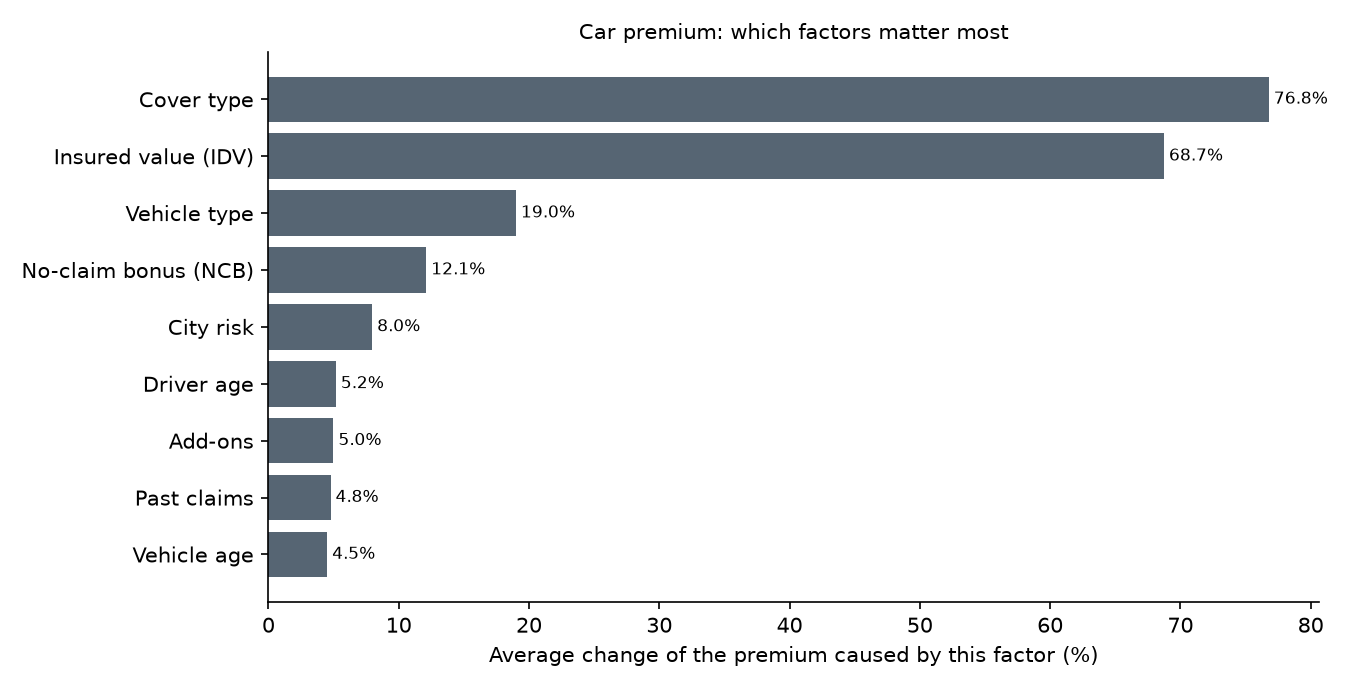 Car premium: which factors matter most
Cover type 76.8%
Insured value (IDV) 68.7%
Vehicle type 19.0%
No-claim bonus (NCB) 12.1%
City risk 8.0%
Driver age 5.2%
Add-ons 5.0%
Past claims 4.8%
Vehicle age 4.5%
0 10 20 30 40 50 60 70 80
Average change of the premium caused by this factor (%)